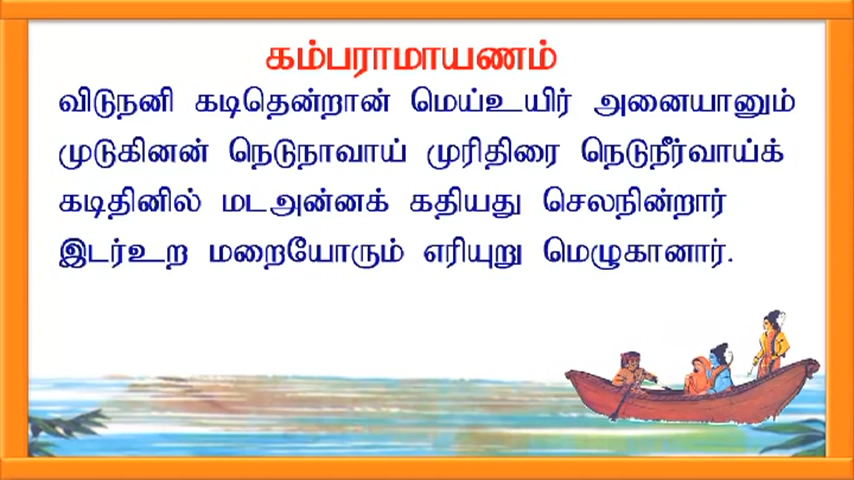 கம்பராமாயணம்
விடுநனி கடிதென்றான் மெய்உயிர் அனையானும்
முடுகினன் நெடுநாவாய் முரிதிரை நெடுநீர்வாய்க்
கடிதினில் மடஅன்னக் கதியது செலநின்றார்
இடர்உற மறையோரும் எரியுறு மெழுகானார்.